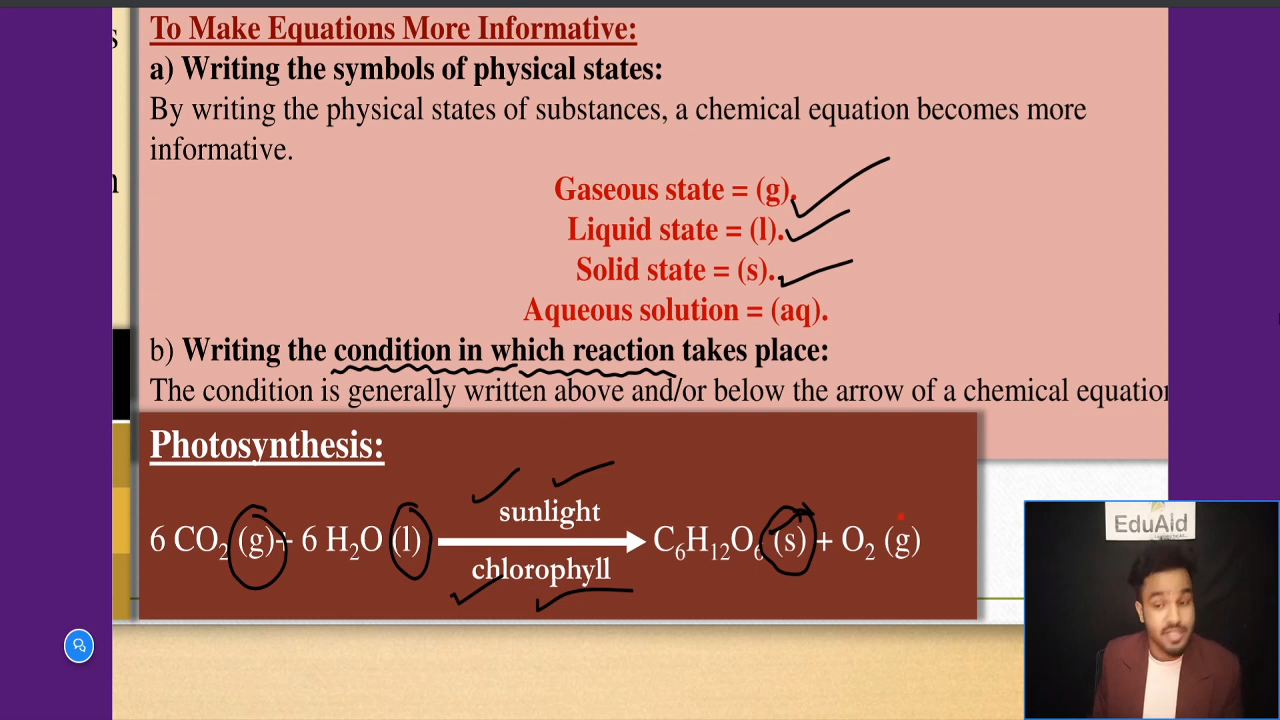 To Make Equations More Informative:
a) Writing the symbols of physical states:
By writing the physical states of substances, a chemical equation becomes more
informative.
Gaseous state = (g).
Liquid state = (l).
Solid state = (s).
Aqueous solution = (aq).
b) Writing the condition in which reaction takes place:
The condition is generally written above and/or below the arrow of a chemical equation
Photosynthesis:
sunlight
6 CO₂ (g)+ 6 H₂O (l) → C₆H₁₂O₆ (s) + O₂ (g)
chlorophyll
EduAid